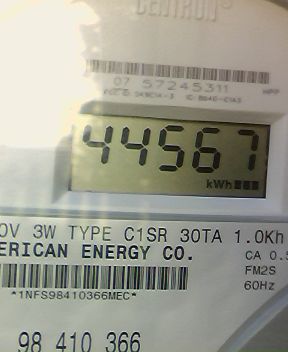 CENTRON®
07 57245311
44567
kWh
0V 3W TYPE C1SR 30TA 1.0Kh
ERICAN ENERGY CO.
CA 0.5
FM2S
60Hz
*1NFS98410366MEC*
98 410 366